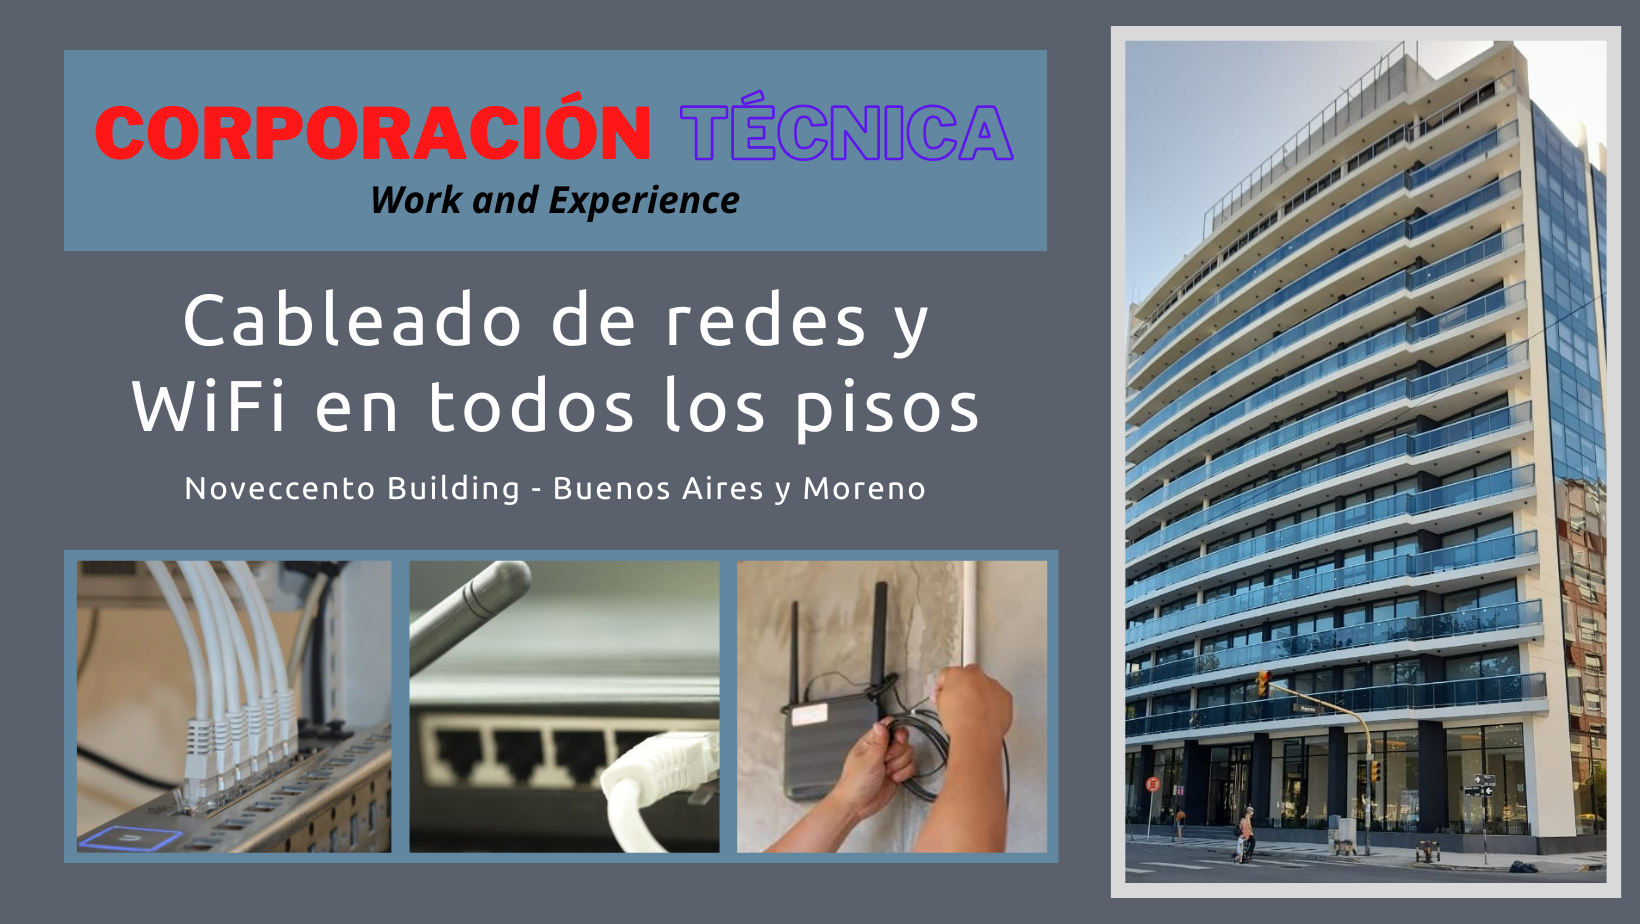 CORPORACIÓN TÉCNICA
Work and Experience
Cableado de redes y
WiFi en todos los pisos
Noveccento Building - Buenos Aires y Moreno